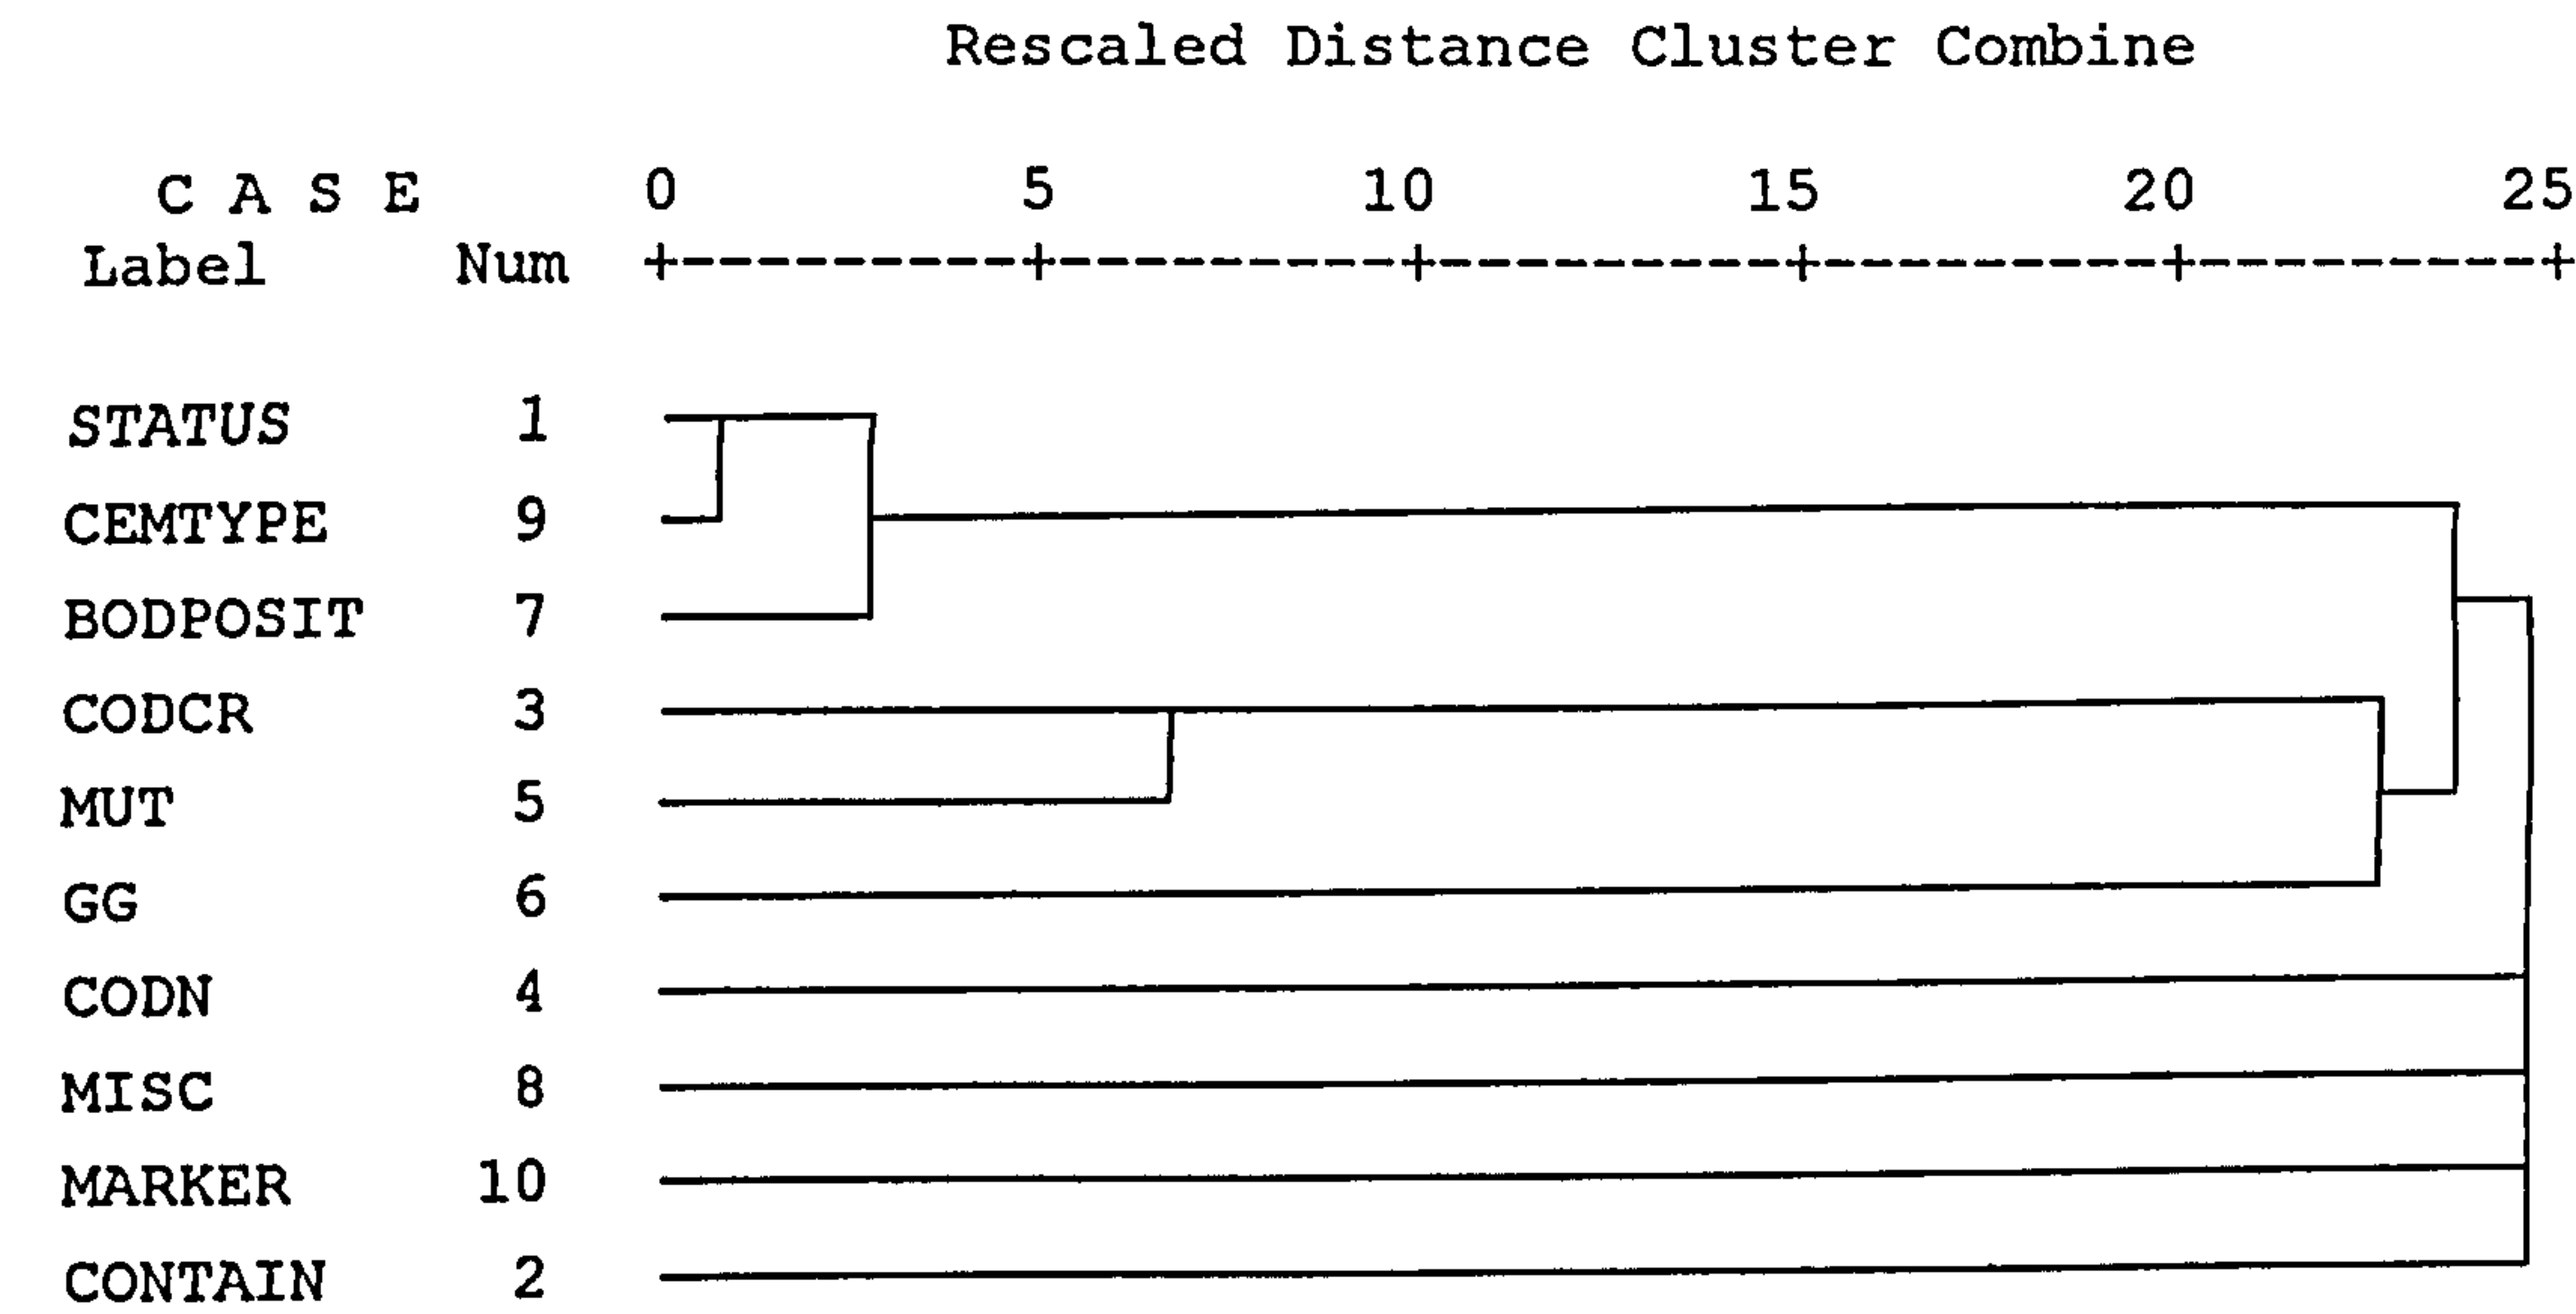 Rescaled Distance Cluster Combine
C A S E 0 5 10 15 20 25
Label Num +---------+---------+---------+---------+---------+
STATUS 1
CEMTYPE 9
BODPOSIT 7
CODCR 3
MUT 5
GG 6
CODN 4
MISC 8
MARKER 10
CONTAIN 2